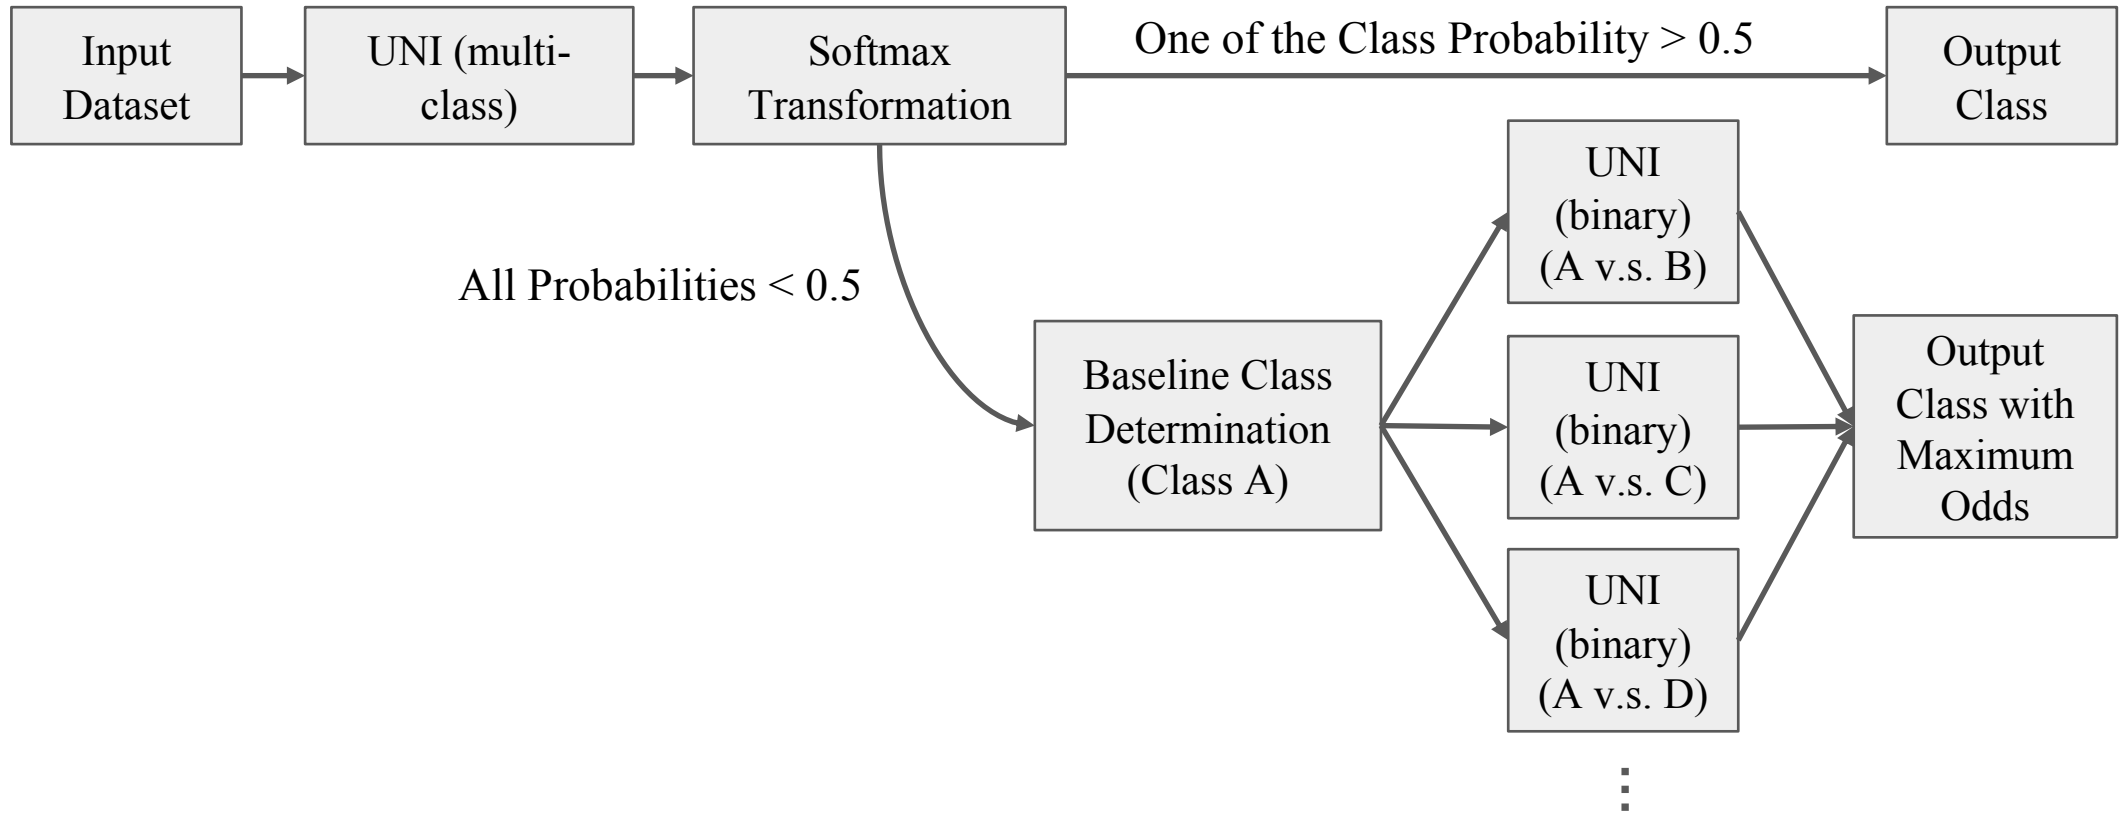 Input
Dataset
UNI (multi-
class)
Softmax
Transformation
One of the Class Probability > 0.5
Output
Class
All Probabilities < 0.5
Baseline Class
Determination
(Class A)
UNI
(binary)
(A v.s. B)
UNI
(binary)
(A v.s. C)
UNI
(binary)
(A v.s. D)
Output
Class with
Maximum
Odds